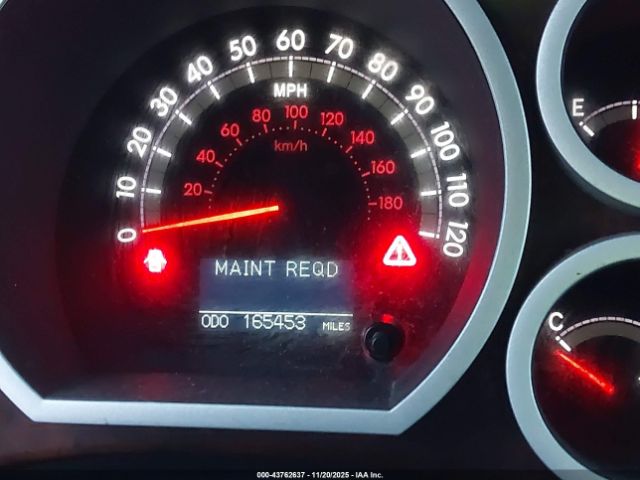 0 10 20 30 40 50 60 70 80 90 100 110 120
MPH
20 40 60 80 100 120 140 160 180
km/h
MAINT REQD
ODO 165453 MILES
E
C
000-43762637 - 11/20/2025 - IAA Inc.